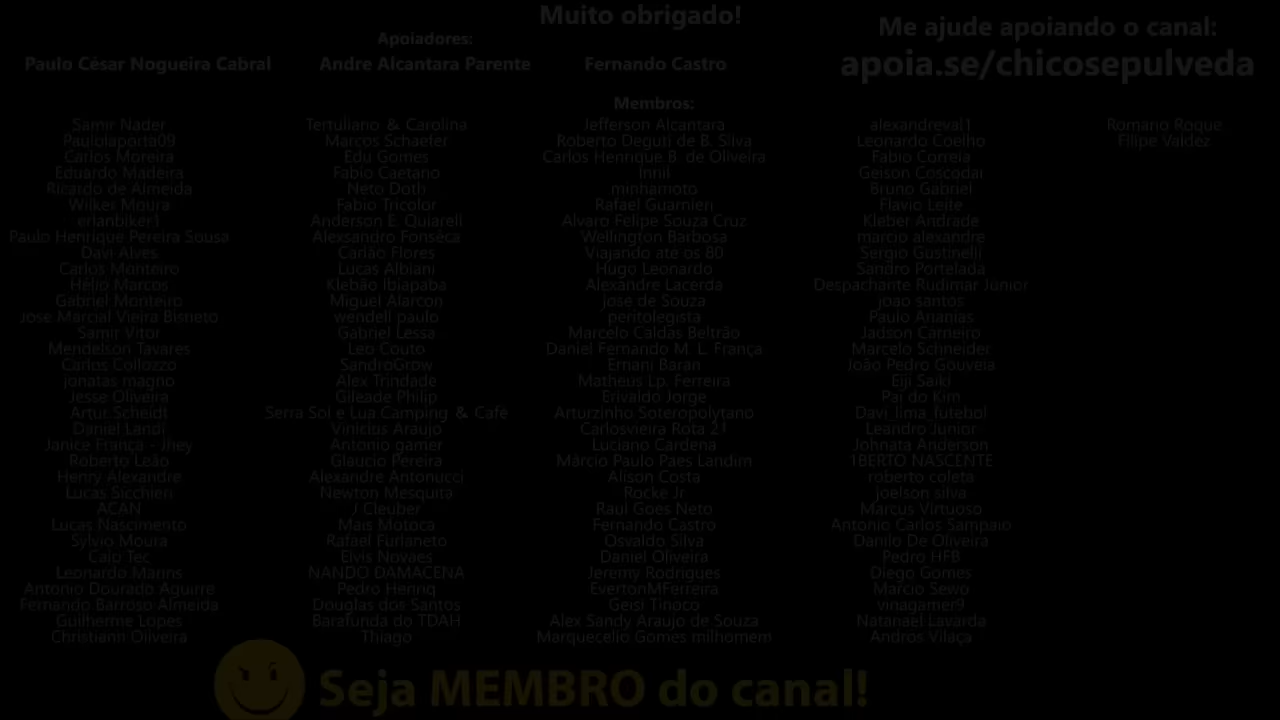 Muito obrigado!
Me ajude apoiando o canal:
apoia.se/chicosepulveda
Apoiadores:
Paulo César Nogueira Cabral
Andre Alcantara Parente
Fernando Castro
Membros:
Samir Nader
Paulolaporta09
Carlos Moreira
Eduardo Madeira
Ricardo de Almeida
Wilkes Moura
erlanbiker1
Paulo Henrique Pereira Sousa
Davi Alves
Carlos Monteiro
Hélio Marcos
Gabriel Monteiro
Jose Marcial Vieira Bisneto
Samir Vitor
Mendelson Tavares
Carlos Collozzo
jonatas magno
Jesse Oliveira
Artur Scheidt
Daniel Landi
Janice França - Jhey
Roberto Leão
Henry Alexandre
Lucas Sicchieri
ACAN
Lucas Nascimento
Sylvio Moura
Caio Tec
Leonardo Marins
Antonio Dourado Aguirre
Fernando Barroso Almeida
Guilherme Lopes
Christiann Oliveira
Tertuliano & Carolina
Marcos Schaefer
Edu Gomes
Fabio Caetano
Neto Doth
Fabio Tricolor
Anderson E. Quiareli
Alexsandro Fonsêca
Carlão Flores
Lucas Albiani
Klebão Ibiapaba
Miguel Alarcon
wendell paulo
Gabriel Lessa
Leo Couto
SandroGrow
Alex Trindade
Gileade Philip
Serra Sol e Lua Camping & Cafe
Vinicius Araujo
Antonio gamer
Glaucio Pereira
Alexandre Antonucci
Newton Mesquita
J Cleuber
Mais Motoca
Rafael Furlaneto
Elvis Novaes
NANDO DAMACENA
Pedro Henriq
Douglas dos Santos
Barafunda do TDAH
Thiago
Jefferson Alcantara
Roberto Deguti de B. Silva
Carlos Henrique B. de Oliveira
minhamoto
Rafael Guarnieri
Alvaro Felipe Souza Cruz
Wellington Barbosa
Viajando até os 80
Hugo Leonardo
Alexandre Lacerda
jose de Souza
peritolegista
Marcelo Caldas Beltrão
Daniel Fernando M. L. França
Ernani Baran
Matheus Lp. Ferreira
Erivaldo Jorge
Arturzinho Soteropolytano
Carlosvieira Rota 21
Luciano Cardena
Márcio Paulo Paes Landim
Alison Costa
Rocke Jr
Raul Goes Neto
Fernando Castro
Osvaldo Silva
Daniel Oliveira
Jeremy Rodrigues
EvertonMFerreira
Geisi Tinoco
Alex Sandy Araujo de Souza
Marquecelio Gomes milhomem
alexandreval1
Leonardo Coelho
Fabio Correia
Geison Coscodai
Bruno Gabriel
Flavio Leite
Kleber Andrade
marcio alexandre
Sergio Gustinelli
Sandro Portelada
Despachante Rudimar Júnior
joao santos
Paulo Ananias
Jadson Carneiro
Marcelo Schneider
João Pedro Gouveia
Eiji Saiki
Pai do Kim
Davi_lima_futebol
Leandro Junior
Johnata Anderson
1BERTO NASCENTE
roberto coleta
joelson silva
Marcus Virtuoso
Antonio Carlos Sampaio
Danilo De Oliveira
Pedro HFB
Diego Gomes
Marcio Sewo
vinagamer9
Natanael Lavarda
Andros Vilaça
Romario Roque
Filipe Valdez
Seja MEMBRO do canal!